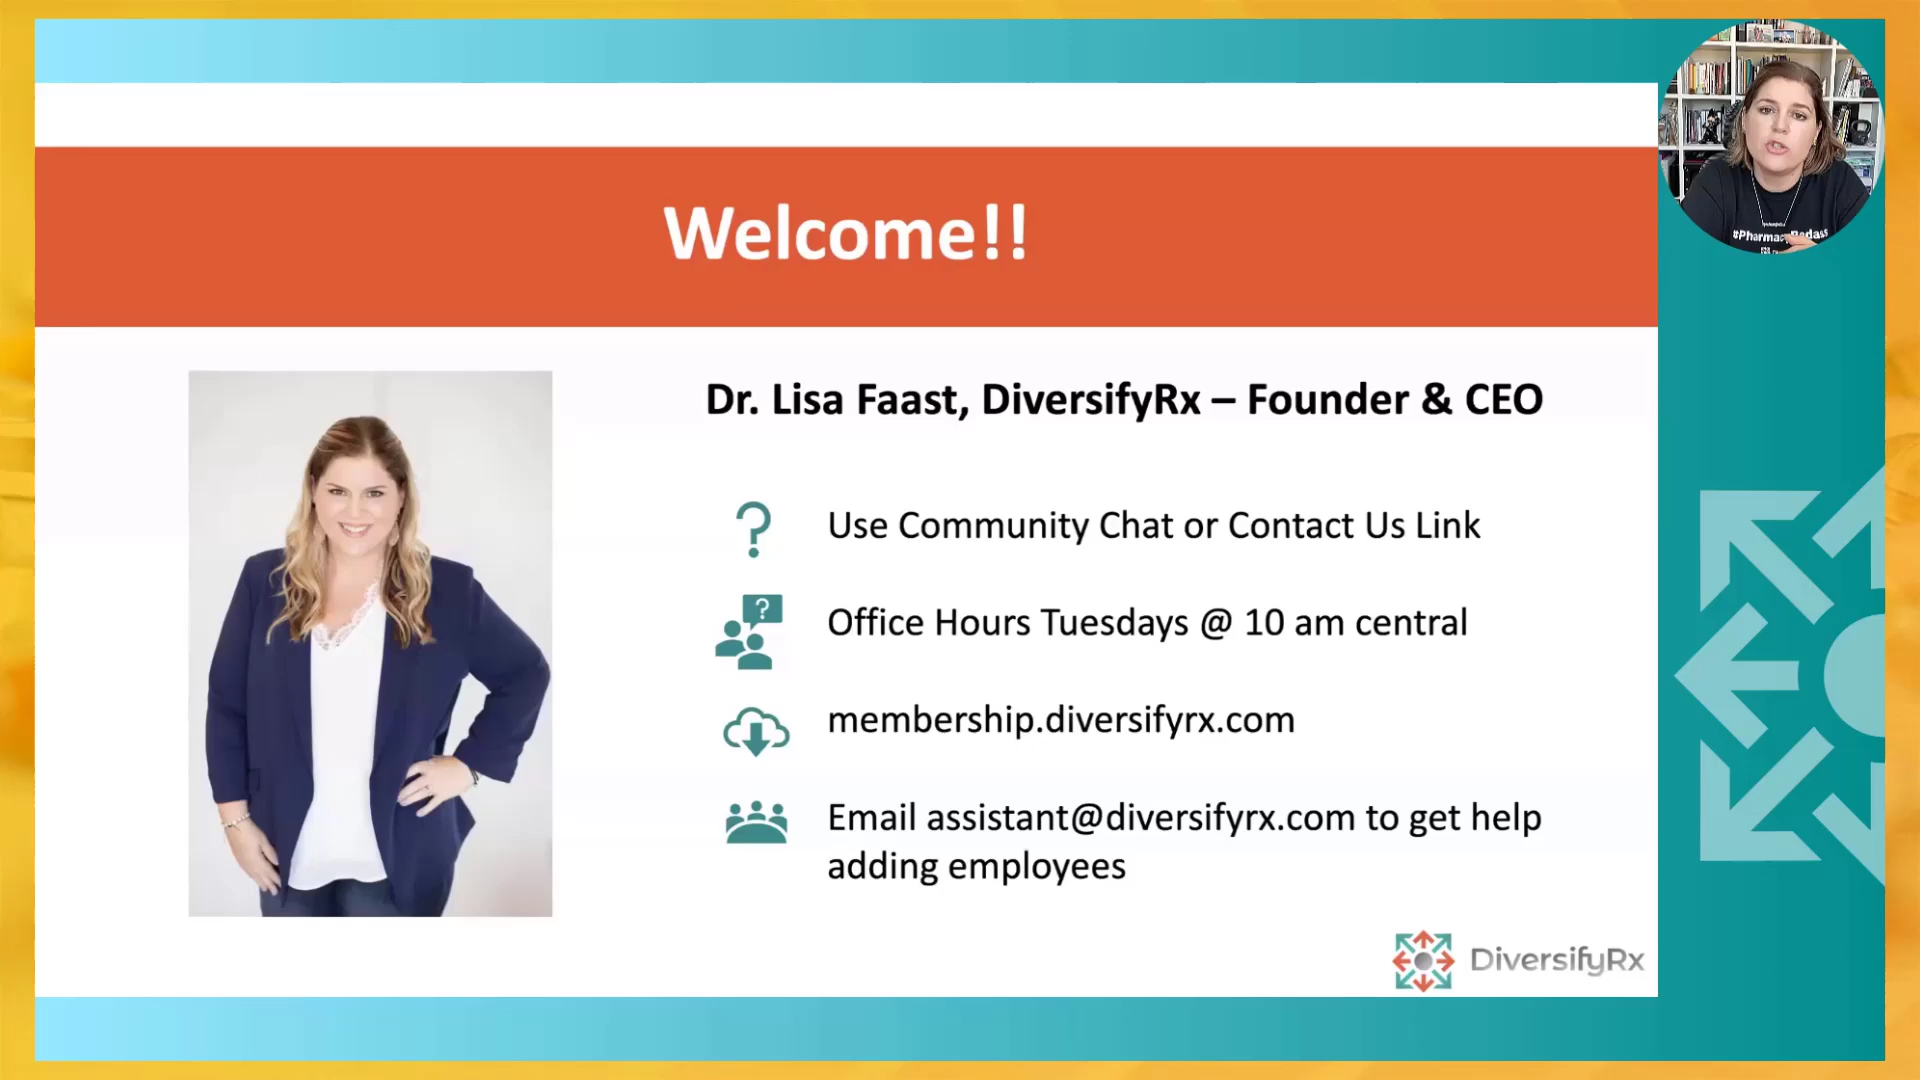 Welcome!!
Dr. Lisa Faast, DiversifyRx – Founder & CEO
? Use Community Chat or Contact Us Link
? Office Hours Tuesdays @ 10 am central
membership.diversifyrx.com
Email assistant@diversifyrx.com to get help
adding employees
DiversifyRx